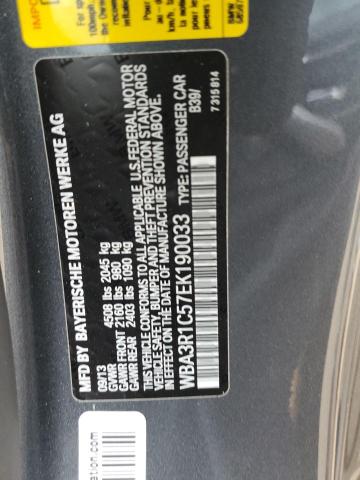 MFD BY BAYERISCHE MOTOREN WERKE AG
09/13
GVWR 4508 lbs 2045 kg
GAWR FRONT 2160 lbs 980 kg
GAWR REAR 2403 lbs 1090 kg
THIS VEHICLE CONFORMS TO ALL APPLICABLE U.S. FEDERAL MOTOR
VEHICLE SAFETY, BUMPER AND THEFT PREVENTION STANDARDS
IN EFFECT ON THE DATE OF MANUFACTURE SHOWN ABOVE.
WBA3R1C57EK190033 TYPE: PASSENGER CAR
B39/
7 315 814